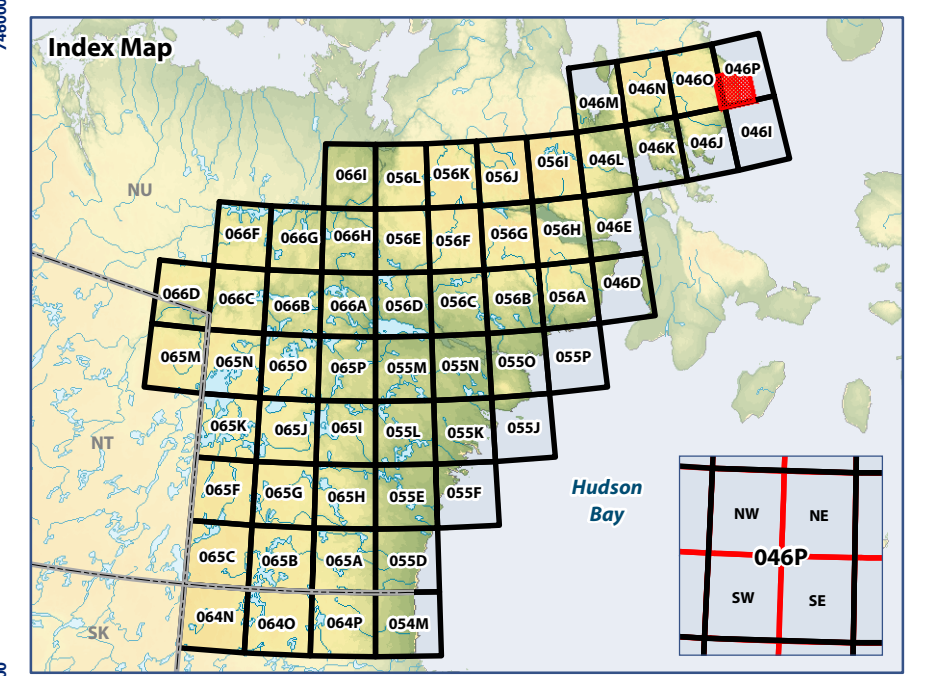 Index Map
046M 046N 046O 046P
066I 056L 056K 056J 056I 046L 046K 046J 046I
NU
066F 066G 066H 056E 056F 056G 056H 046E
066D 066C 066B 066A 056D 056C 056B 056A 046D
065M 065N 065O 065P 055M 055N 055O 055P
NT
065K 065J 065I 055L 055K 055J
065F 065G 065H 055E 055F
Hudson
Bay
065C 065B 065A 055D
SK
064N 064O 064P 054M
NW NE
046P
SW SE